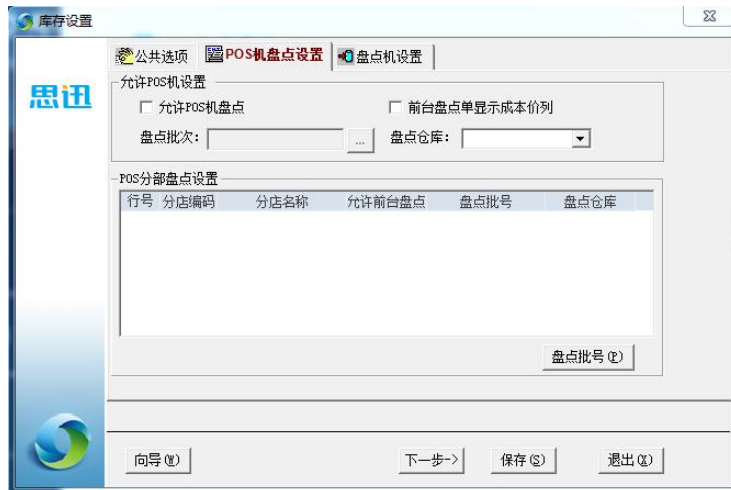 库存设置
公共选项 POS机盘点设置 盘点机设置
思迅
允许POS机设置
允许POS机盘点 前台盘点单显示成本价列
盘点批次： ... 盘点仓库：
POS分部盘点设置
行号 分店编码 分店名称 允许前台盘点 盘点批号 盘点仓库
盘点批号(P)
向导(W) 下一步-> 保存(S) 退出(X)